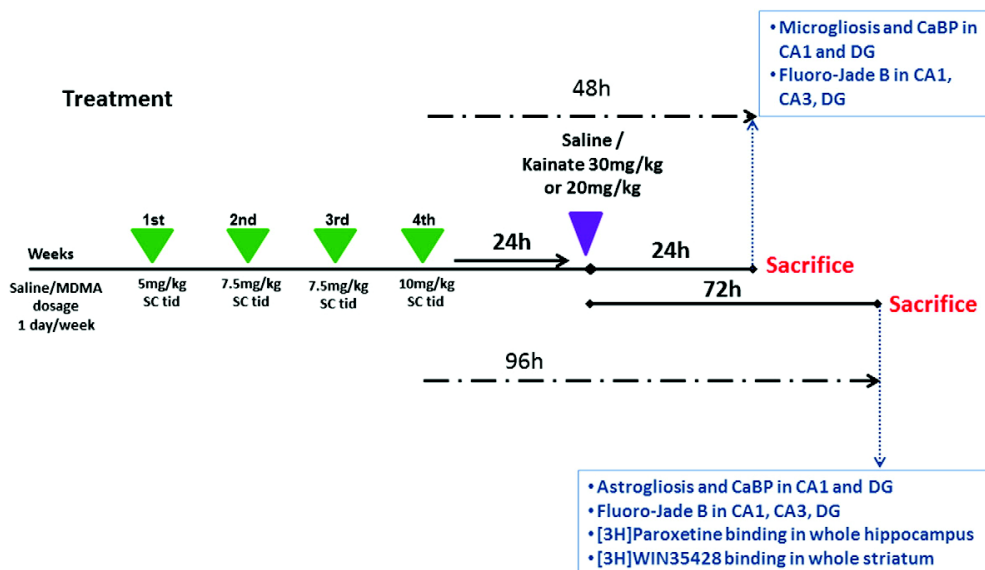 • Microgliosis and CaBP in
CA1 and DG
• Fluoro-Jade B in CA1,
CA3, DG
Treatment
48h
Saline /
Kainate 30mg/kg
or 20mg/kg
1st
2nd
3rd
4th
24h
24h
Weeks
Sacrifice
Saline/MDMA
dosage
1 day/week
5mg/kg
SC tid
7.5mg/kg
SC tid
7.5mg/kg
SC tid
10mg/kg
SC tid
72h
Sacrifice
96h
• Astrogliosis and CaBP in CA1 and DG
• Fluoro-Jade B in CA1, CA3, DG
• [3H]Paroxetine binding in whole hippocampus
• [3H]WIN35428 binding in whole striatum